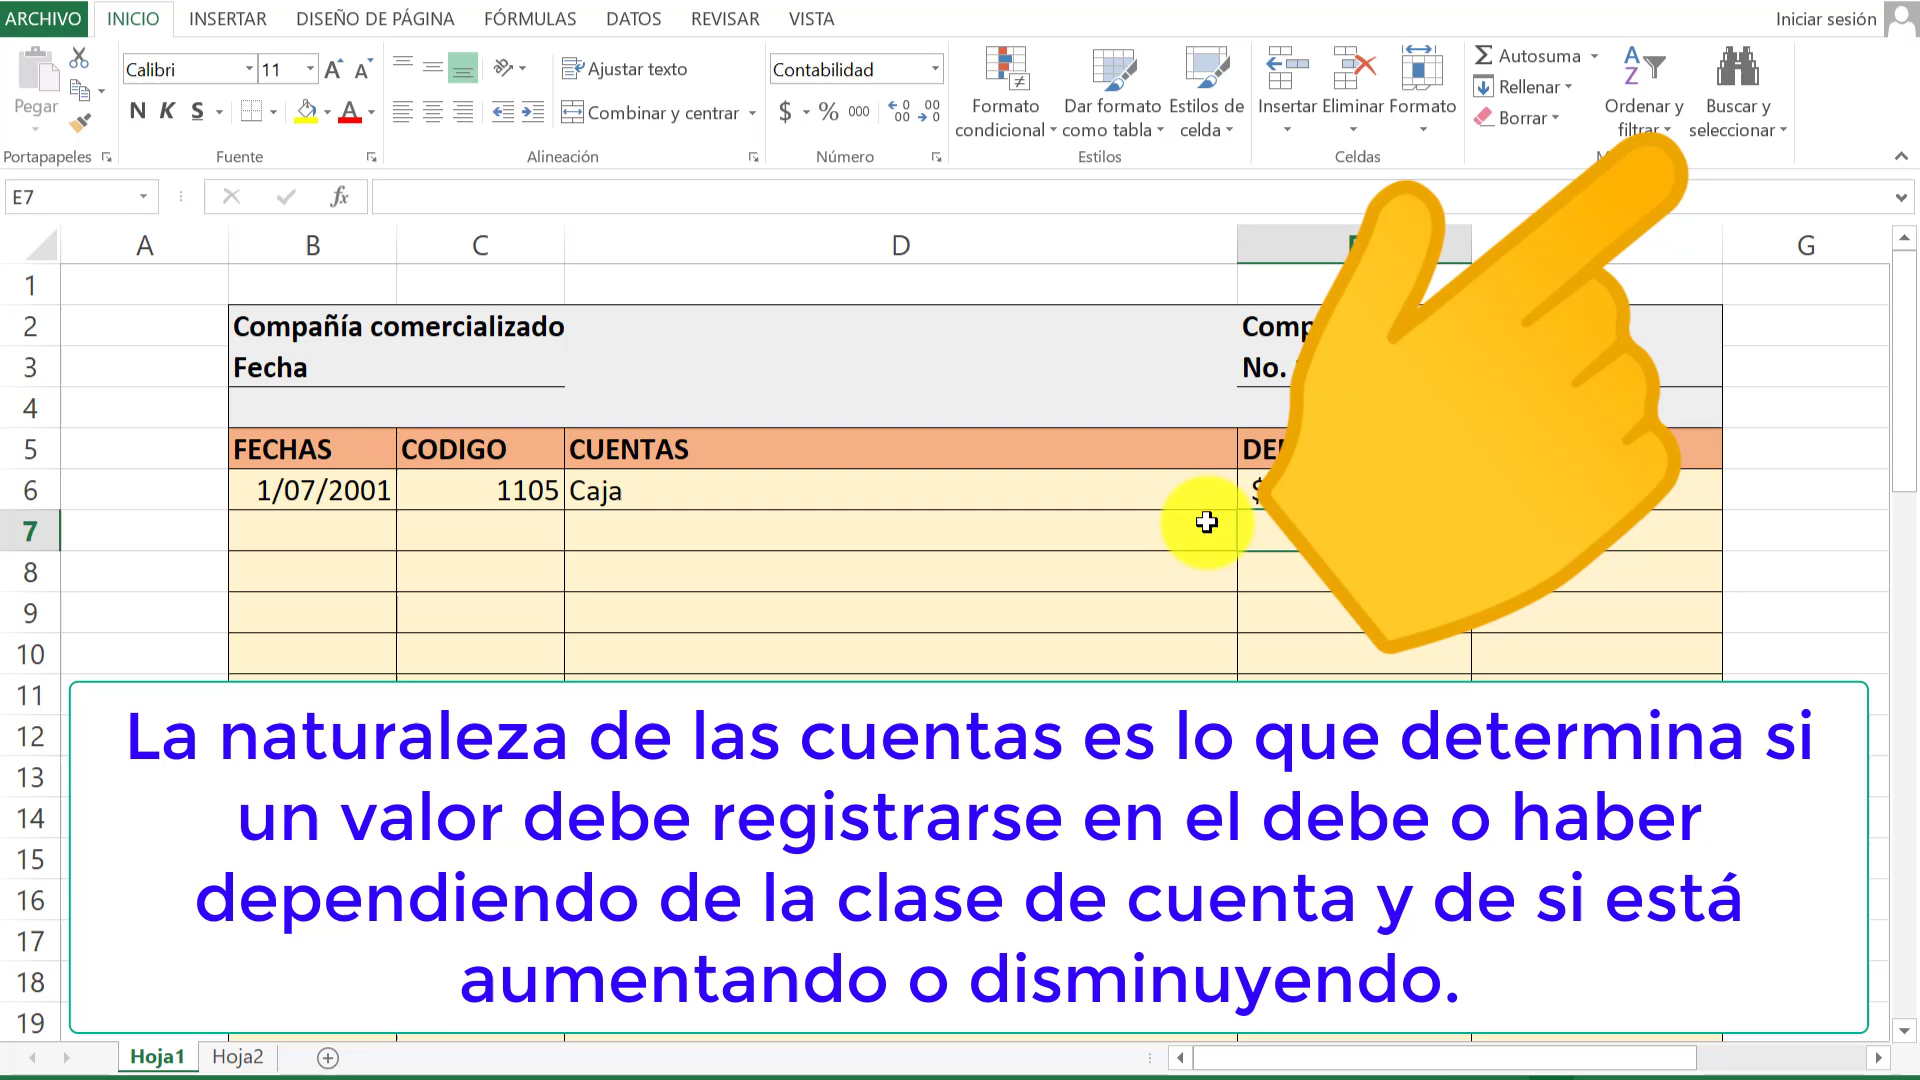 ARCHIVO INICIO INSERTAR DISEÑO DE PÁGINA FÓRMULAS DATOS REVISAR VISTA Iniciar sesión
Pegar
Portapapeles
Calibri 11
N K S
Fuente
Ajustar texto
Combinar y centrar
Alineación
Contabilidad
$ % 000
Número
Formato condicional
Dar formato como tabla
Estilos de celda
Estilos
Insertar Eliminar Formato
Celdas
Autosuma
Rellenar
Borrar
Ordenar y filtrar
Buscar y seleccionar
E7 fx
A B C D G
1
2 Compañía comercializado
3 Fecha No.
4
5 FECHAS CODIGO CUENTAS
6 1/07/2001 1105 Caja
7
8
9
10
11
12
13
14
15
16
17
18
19
La naturaleza de las cuentas es lo que determina si
un valor debe registrarse en el debe o haber
dependiendo de la clase de cuenta y de si está
aumentando o disminuyendo.
Hoja1 Hoja2